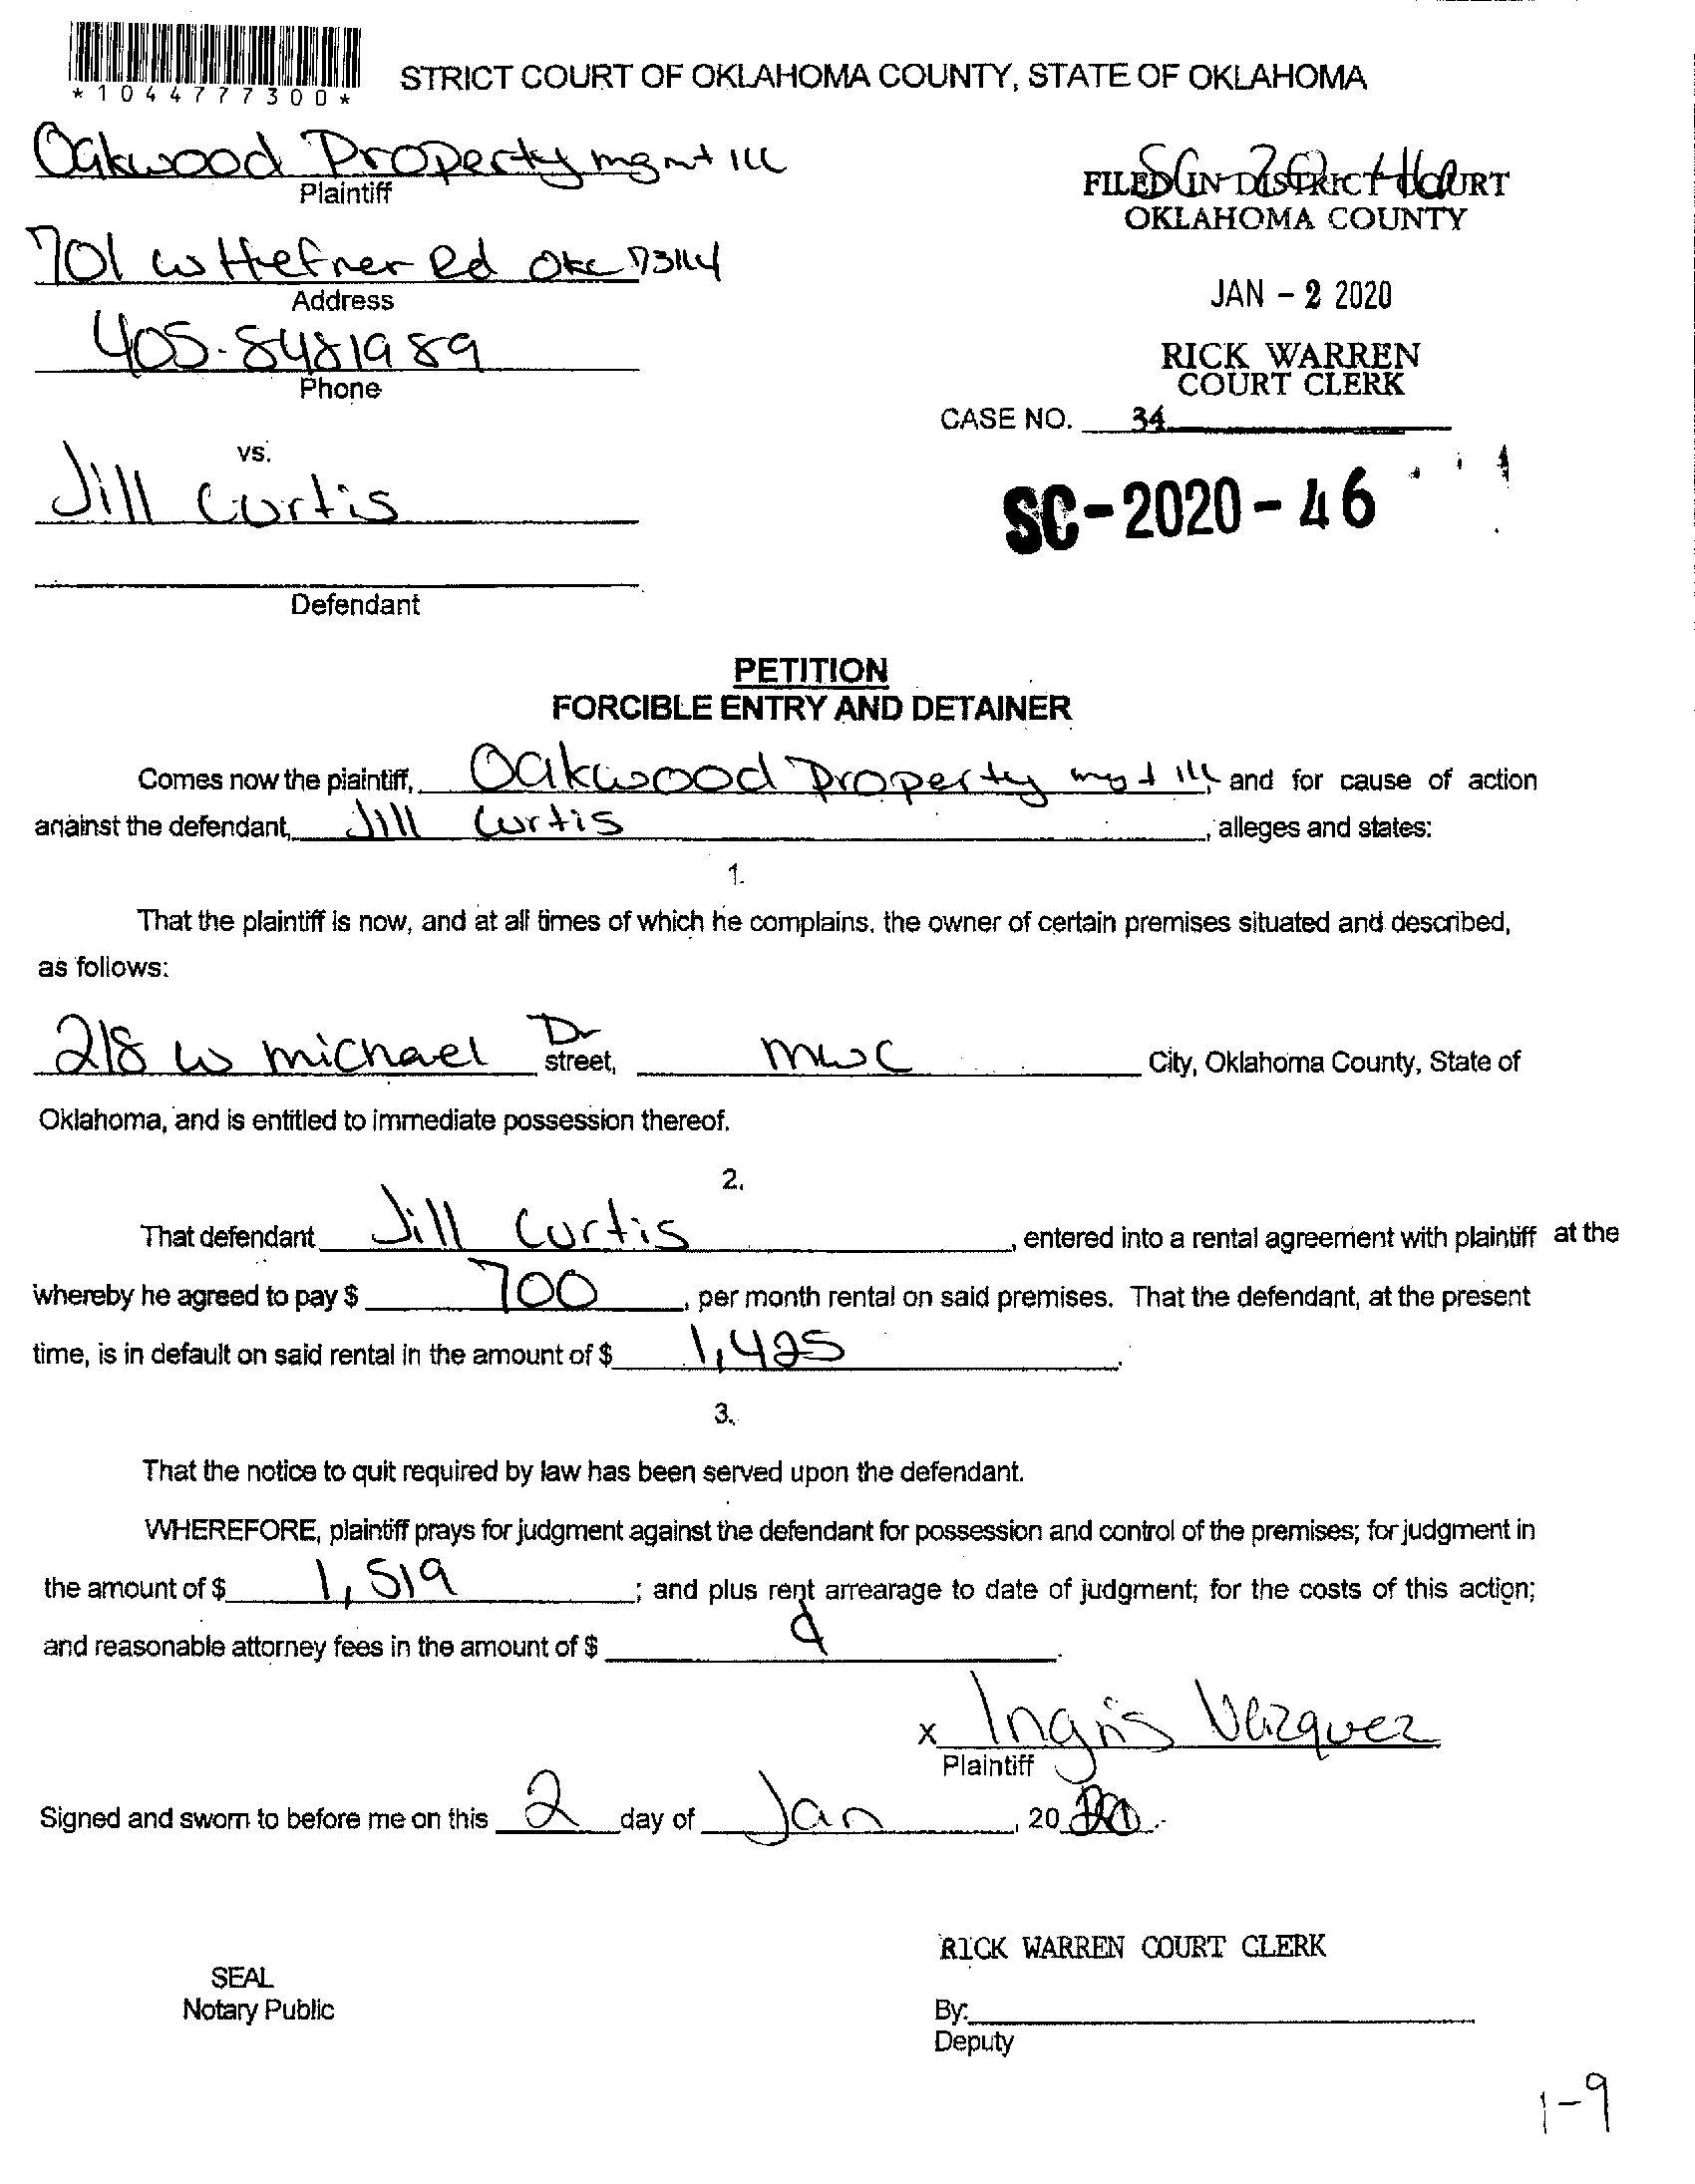 *1044777300*
STRICT COURT OF OKLAHOMA COUNTY, STATE OF OKLAHOMA
Oakwood Property mgmt
Plaintiff
FILED IN DISTRICT COURT
OKLAHOMA COUNTY
701 W Hefner Rd OKC 73114
Address
JAN - 2 2020
405-8481989
Phone
RICK WARREN
COURT CLERK
CASE NO. 34
vs.
Jill Curtis
SC-2020-46
Defendant
PETITION
FORCIBLE ENTRY AND DETAINER
Comes now the plaintiff, Oakwood Property and for cause of action
against the defendant, Jill Curtis, alleges and states:
1.
That the plaintiff is now, and at all times of which he complains, the owner of certain premises situated and described,
as follows:
218 W michael Dr street, MWC City, Oklahoma County, State of
Oklahoma, and is entitled to immediate possession thereof.
2.
That defendant Jill Curtis, entered into a rental agreement with plaintiff at the
whereby he agreed to pay $ 700, per month rental on said premises. That the defendant, at the present
time, is in default on said rental in the amount of $ 1,425.
3.
That the notice to quit required by law has been served upon the defendant.
WHEREFORE, plaintiff prays for judgment against the defendant for possession and control of the premises; for judgment in
the amount of $ 1,519; and plus rent arrearage to date of judgment; for the costs of this action;
and reasonable attorney fees in the amount of $
x Ingris Vazquez
Plaintiff
Signed and sworn to before me on this 2 day of Jan, 2020.
RICK WARREN COURT CLERK
SEAL
Notary Public
By:
Deputy
1-9